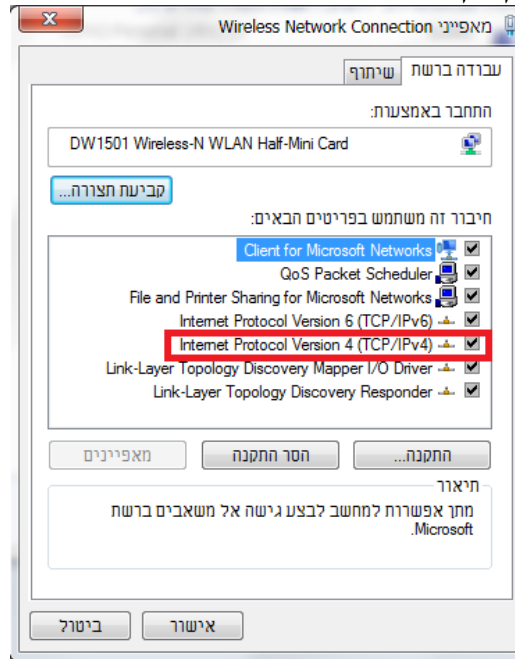 מאפייני Wireless Network Connection
עבודה ברשת שיתוף
התחבר באמצעות:
DW1501 Wireless-N WLAN Half-Mini Card
קביעת תצורה...
חיבור זה משתמש בפריטים הבאים:
Client for Microsoft Networks
QoS Packet Scheduler
File and Printer Sharing for Microsoft Networks
Internet Protocol Version 6 (TCP/IPv6)
Internet Protocol Version 4 (TCP/IPv4)
Link-Layer Topology Discovery Mapper I/O Driver
Link-Layer Topology Discovery Responder
התקנה... הסר התקנה מאפיינים
תיאור
מתן אפשרות למחשב לבצע גישה אל משאבים ברשת
Microsoft.
אישור ביטול